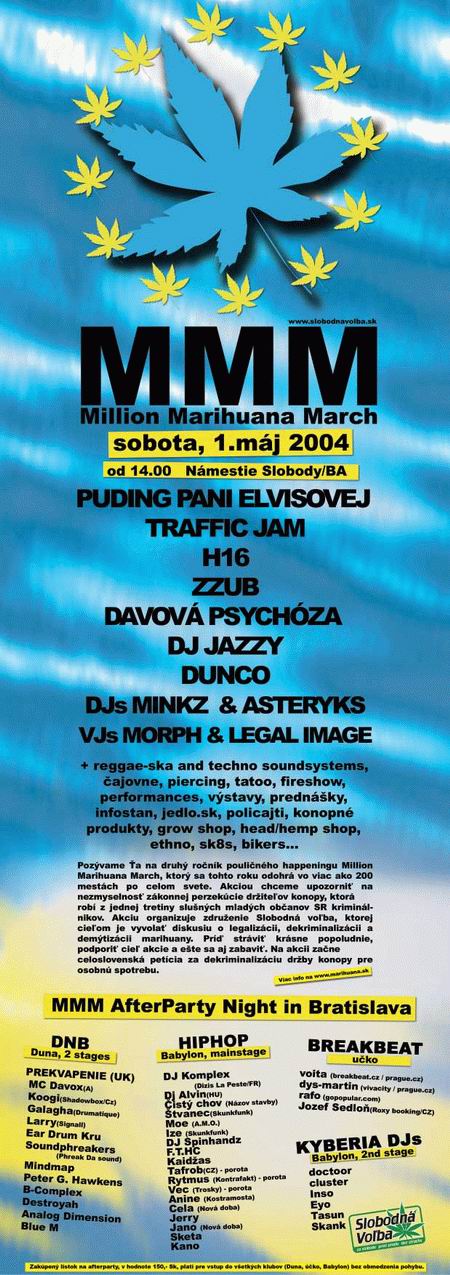 www.slobodnavolba.sk
MMM
Million Marihuana March
sobota, 1.máj 2004
od 14.00 Námestie Slobody/BA
PUDING PANI ELVISOVEJ
TRAFFIC JAM
H16
ZZUB
DAVOVÁ PSYCHÓZA
DJ JAZZY
DUNCO
DJs MINKZ & ASTERYKS
VJs MORPH & LEGAL IMAGE
+ reggae-ska and techno soundsystems,
čajovne, piercing, tatoo, fireshow,
performances, výstavy, prednášky,
infostan, jedlo.sk, policajti, konopné
produkty, grow shop, head/hemp shop,
ethno, sk8s, bikers...
Pozývame Ťa na druhý ročník pouličného happeningu Million
Marihuana March, ktorý sa tohto roku odohrá vo viac ako 200
mestách po celom svete. Akciou chceme upozorniť na
nezmyselnosť zákonnej perzekúcie držiteľov konopy, ktorá
robí z jednej tretiny slušných mladých občanov SR kriminál-
nikov. Akciu organizuje združenie Slobodná voľba, ktorej
cieľom je vyvolať diskusiu o legalizácii, dekriminalizácii a
demýtizácii marihuany. Príď stráviť krásne popoludnie,
podporiť cieľ akcie a ešte sa aj zabaviť. Na akcii začne
celoslovenská petícia za dekriminalizáciu držby konopy pre
osobnú spotrebu.
Viac info na www.marihuana.sk
MMM AfterParty Night in Bratislava
DNB
Duna, 2 stages
PREKVAPENIE (UK)
MC Davox(A)
Koogi(Shadowbox/Cz)
Galagha(Drumatique)
Larry(Signall)
Ear Drum Kru
Soundphreakers
(Phreak Da sound)
Mindmap
Peter G. Hawkens
B-Complex
Destroyah
Analog Dimension
Blue M
HIPHOP
Babylon, mainstage
DJ Komplex
(Dizis La Peste/FR)
Dj Alvin(HU)
Čistý chov (Názov stavby)
Štvanec(Skunkfunk)
Moe (A.M.O.)
Ize (Skunkfunk)
DJ Spinhandz
F.T.HC
Kaidžas
Tafrob(CZ) - porota
Rytmus (Kontrafakt) - porota
Vec (Trosky) - porota
Anine (Kostramosta)
Cela (Nová doba)
Jerry
Jano (Nová doba)
Sketa
Kano
BREAKBEAT
učko
voita (breakbeat.cz / prague.cz)
dys-martin (vivacity / prague.cz)
rafo (gopopular.com)
Jozef Sedloň(Roxy booking/CZ)
KYBERIA DJs
Babylon, 2nd stage
doctoor
cluster
Inso
Eyo
Tasun
Skank
Slobodná
Voľba
Zakúpený lístok na afterparty, v hodnote 150,- Sk, platí pre vstup do všetkých klubov (Duna, účko, Babylon) bez obmedzenia pohybu.